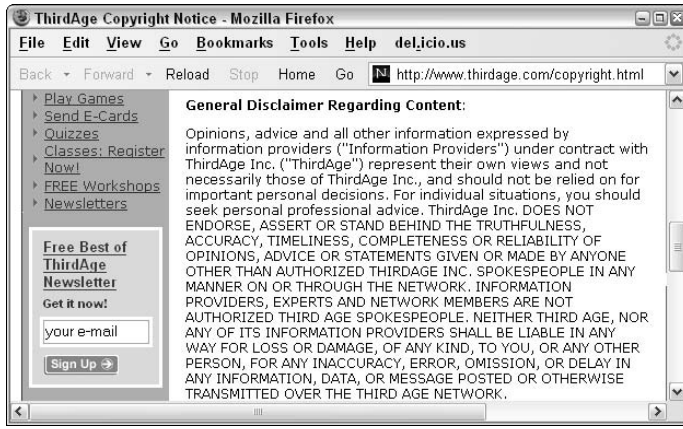 ThirdAge Copyright Notice - Mozilla Firefox
File Edit View Go Bookmarks Tools Help del.icio.us
Back Forward Reload Stop Home Go N http://www.thirdage.com/copyright.html
Play Games
Send E-Cards
Quizzes
Classes: Register
Now!
FREE Workshops
Newsletters
Free Best of
ThirdAge
Newsletter
Get it now!
your e-mail
Sign Up
General Disclaimer Regarding Content:
Opinions, advice and all other information expressed by
information providers ("Information Providers") under contract with
ThirdAge Inc. ("ThirdAge") represent their own views and not
necessarily those of ThirdAge Inc., and should not be relied on for
important personal decisions. For individual situations, you should
seek personal professional advice. ThirdAge Inc. DOES NOT
ENDORSE, ASSERT OR STAND BEHIND THE TRUTHFULNESS,
ACCURACY, TIMELINESS, COMPLETENESS OR RELIABILITY OF
OPINIONS, ADVICE OR STATEMENTS GIVEN OR MADE BY ANYONE
OTHER THAN AUTHORIZED THIRDAGE INC. SPOKESPEOPLE IN ANY
MANNER ON OR THROUGH THE NETWORK. INFORMATION
PROVIDERS, EXPERTS AND NETWORK MEMBERS ARE NOT
AUTHORIZED THIRD AGE SPOKESPEOPLE. NEITHER THIRD AGE, NOR
ANY OF ITS INFORMATION PROVIDERS SHALL BE LIABLE IN ANY
WAY FOR LOSS OR DAMAGE, OF ANY KIND, TO YOU, OR ANY OTHER
PERSON, FOR ANY INACCURACY, ERROR, OMISSION, OR DELAY IN
ANY INFORMATION, DATA, OR MESSAGE POSTED OR OTHERWISE
TRANSMITTED OVER THE THIRD AGE NETWORK.